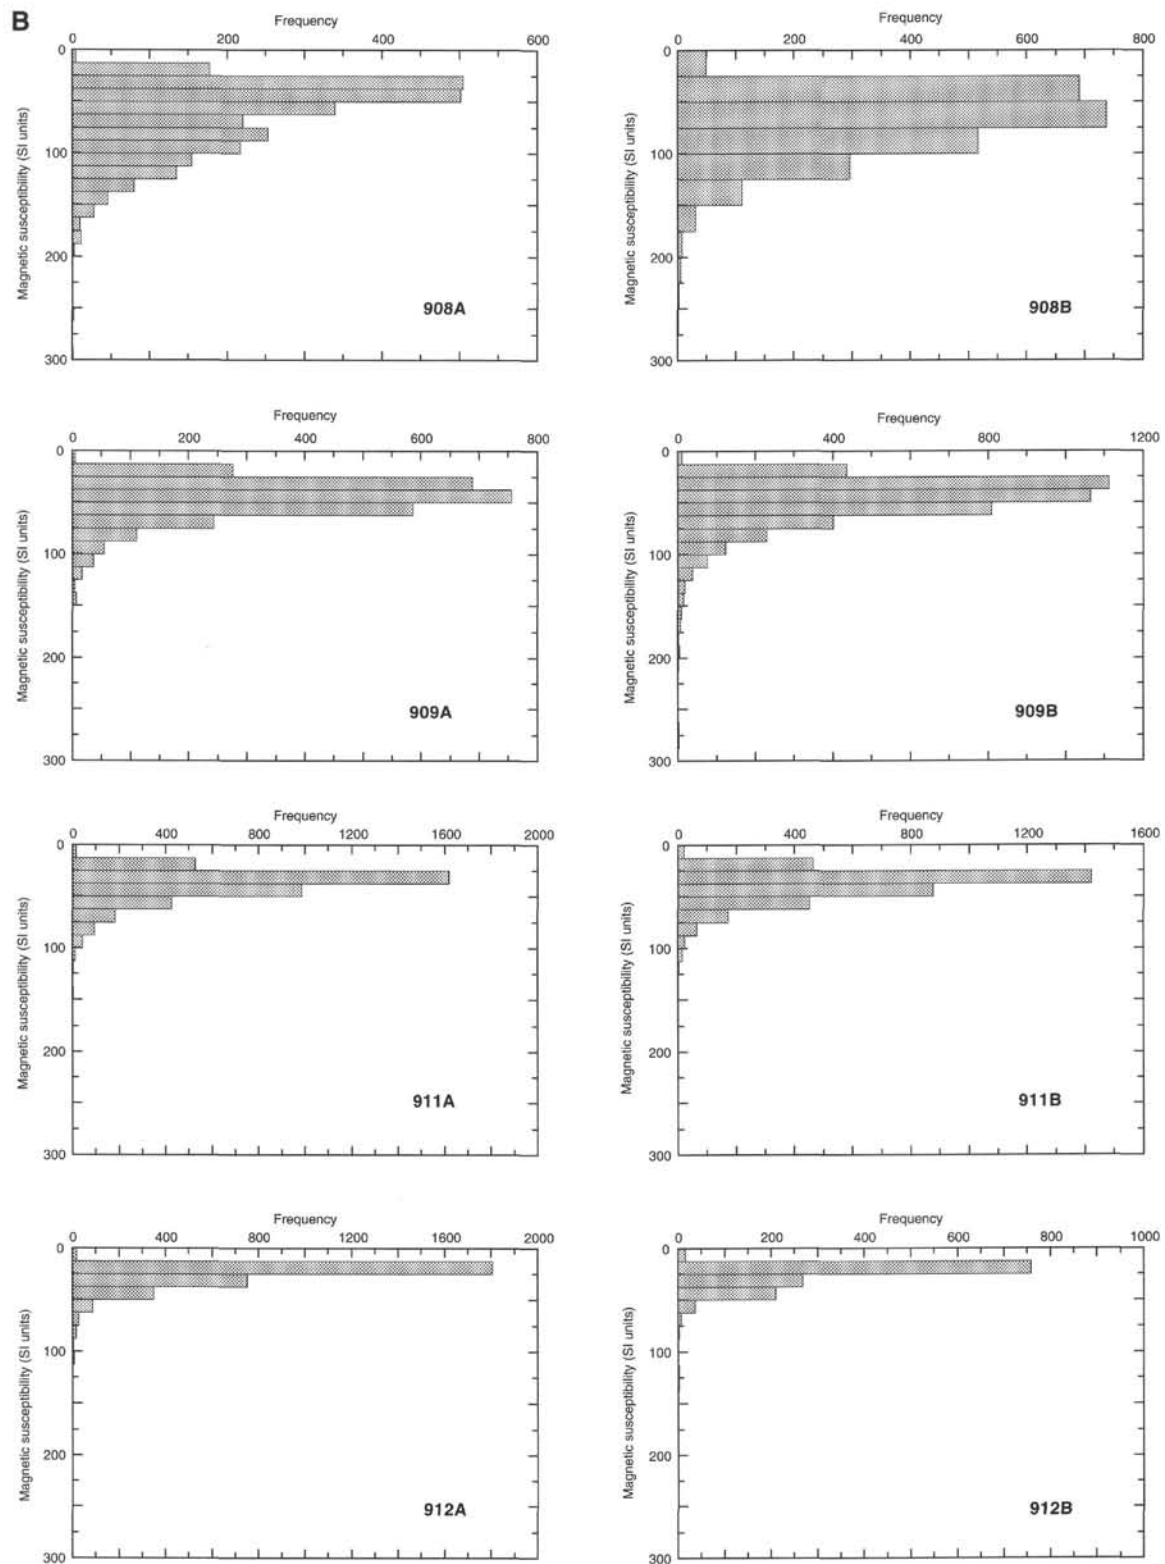 B
Frequency
0 200 400 600
0
100
200
300
Magnetic susceptibility (SI units)
908A
Frequency
0 200 400 600 800
0
100
200
300
Magnetic susceptibility (SI units)
908B
Frequency
0 200 400 600 800
0
100
200
300
Magnetic susceptibility (SI units)
909A
Frequency
0 400 800 1200
0
100
200
300
Magnetic susceptibility (SI units)
909B
Frequency
0 400 800 1200 1600 2000
0
100
200
300
Magnetic susceptibility (SI units)
911A
Frequency
0 400 800 1200 1600
0
100
200
300
Magnetic susceptibility (SI units)
911B
Frequency
0 400 800 1200 1600 2000
0
100
200
300
Magnetic susceptibility (SI units)
912A
Frequency
0 200 400 600 800 1000
0
100
200
300
Magnetic susceptibility (SI units)
912B